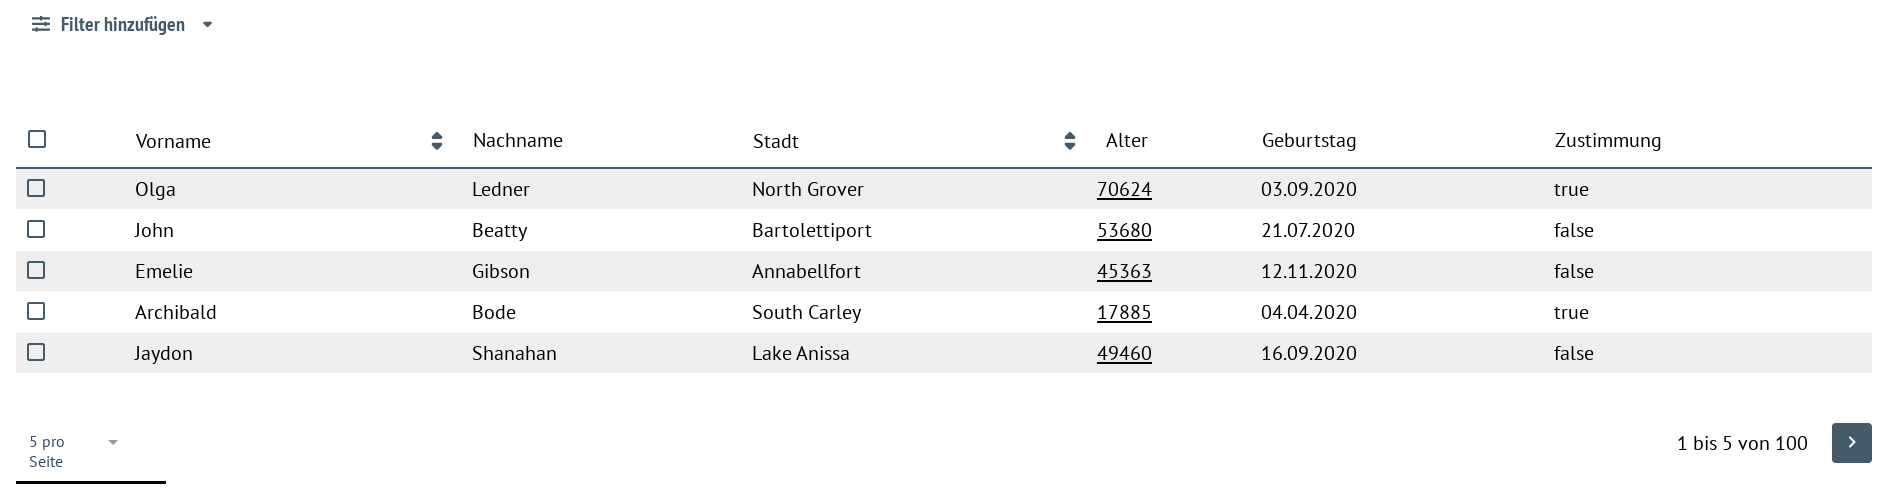 Filter hinzufügen
Vorname Nachname Stadt Alter Geburtstag Zustimmung
Olga Ledner North Grover 70624 03.09.2020 true
John Beatty Bartolettiport 53680 21.07.2020 false
Emelie Gibson Annabellfort 45363 12.11.2020 false
Archibald Bode South Carley 17885 04.04.2020 true
Jaydon Shanahan Lake Anissa 49460 16.09.2020 false
5 pro
Seite
1 bis 5 von 100